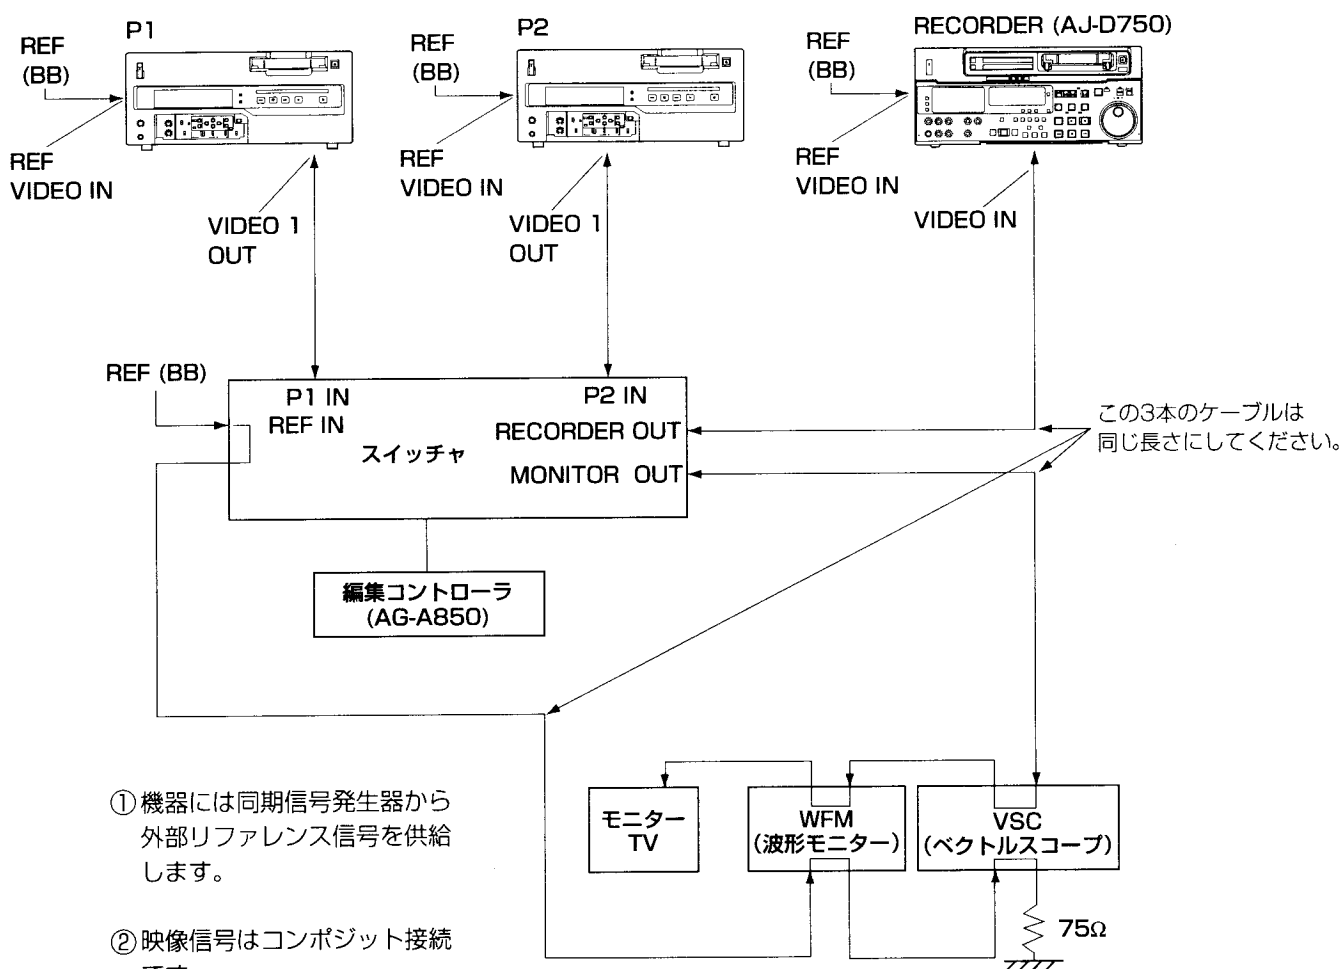 P1
REF
(BB)
REF
VIDEO IN
VIDEO 1
OUT
P2
REF
(BB)
REF
VIDEO IN
VIDEO 1
OUT
RECORDER (AJ-D750)
REF
(BB)
REF
VIDEO IN
VIDEO IN
REF (BB)
P1 IN
REF IN
P2 IN
スイッチャ
RECORDER OUT
MONITOR OUT
この3本のケーブルは
同じ長さにしてください。
編集コントローラ
(AG-A850)
モニター
TV
WFM
(波形モニター)
VSC
(ベクトルスコープ)
75Ω
①機器には同期信号発生器から
外部リファレンス信号を供給
します。
②映像信号はコンポジット接続